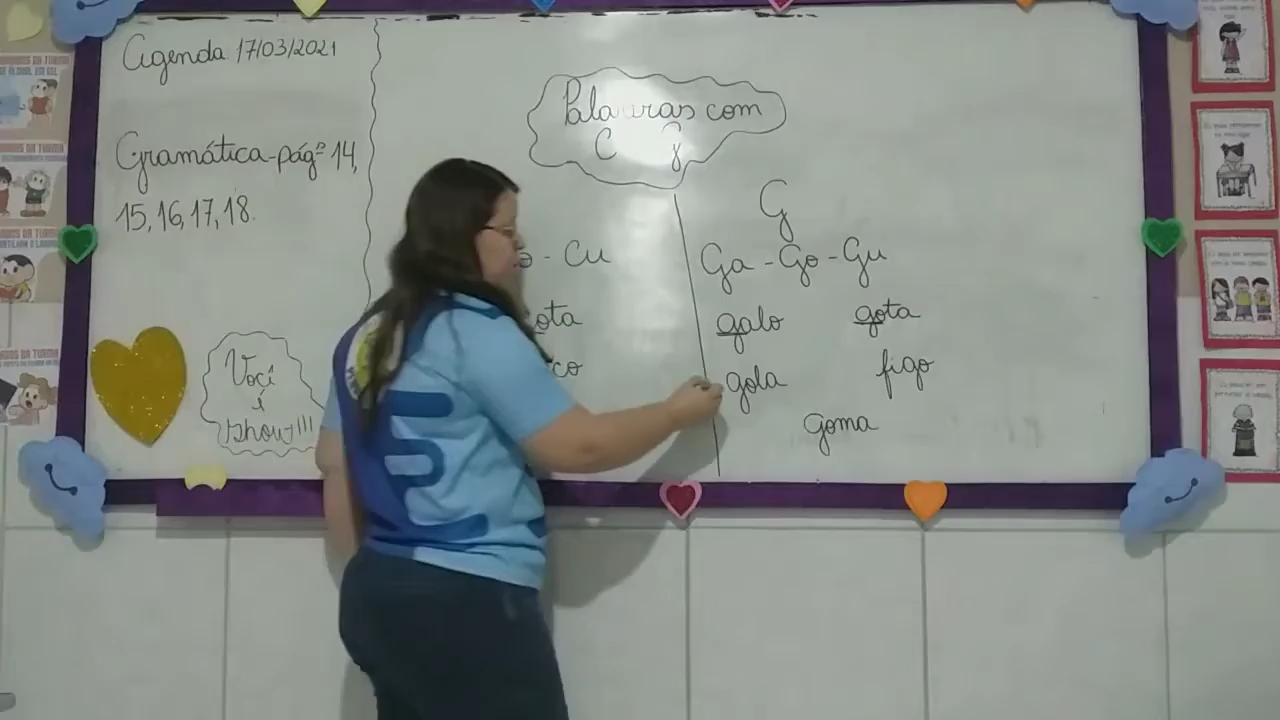 Agenda 17/03/2021
Gramática - págs 14,
15, 16, 17, 18.
Você
é
show!!!
Palavras com
C G
- Cu
ota
co
G
Ga - Go - Gu
galo gota
gola figo
goma